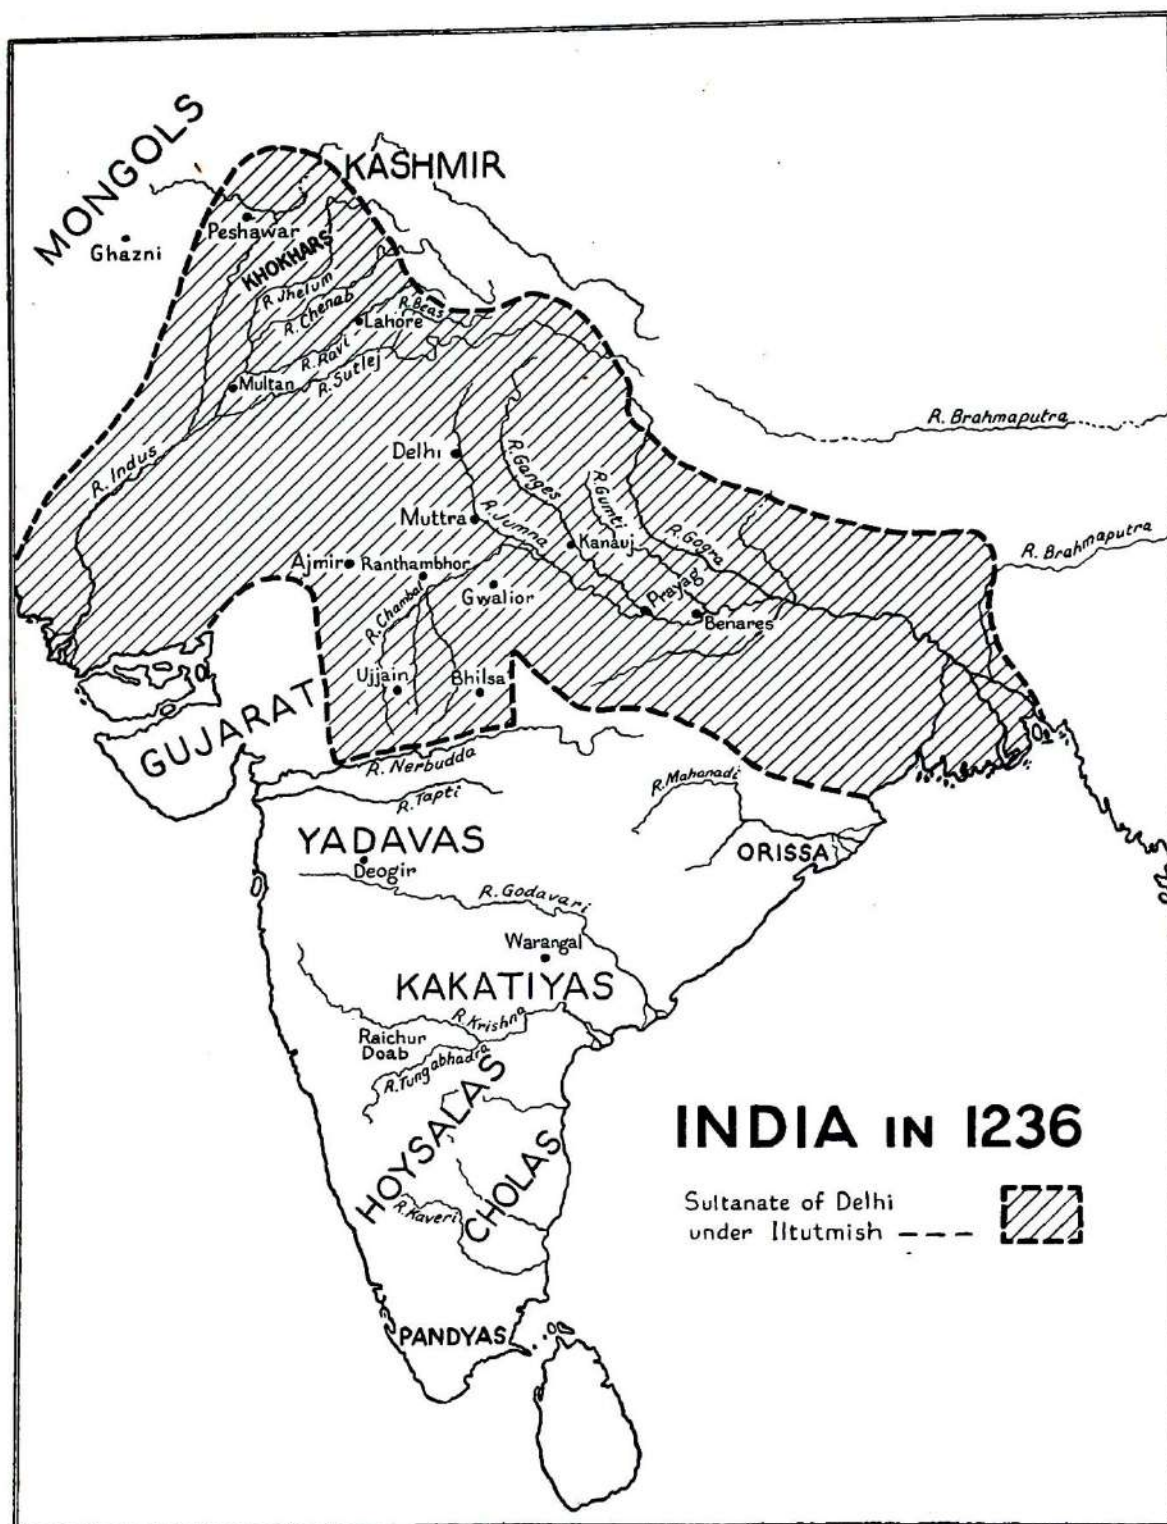 MONGOLS
KASHMIR
Ghazni
Peshawar
KHOKHARS
R. Jhelum
R. Chenab
R. Beas
Lahore
R. Ravi
R. Sutlej
Multan
R. Indus
R. Brahmaputra
Delhi
R. Ganges
R. Gumti
Muttra
R. Jumna
Kanauj
R. Gogra
R. Brahmaputra
Ajmir
Ranthambhor
Gwalior
R. Chambal
Prayag
Benares
Ujjain
Bhilsa
GUJARAT
R. Nerbudda
R. Tapti
R. Mahanadi
YADAVAS
Deogir
ORISSA
R. Godavari
Warangal
KAKATIYAS
R. Krishna
Raichur
Doab
R. Tungabhadra
HOYSALAS
CHOLAS
R. Kaveri
PANDYAS
INDIA IN 1236
Sultanate of Delhi
under Iltutmish